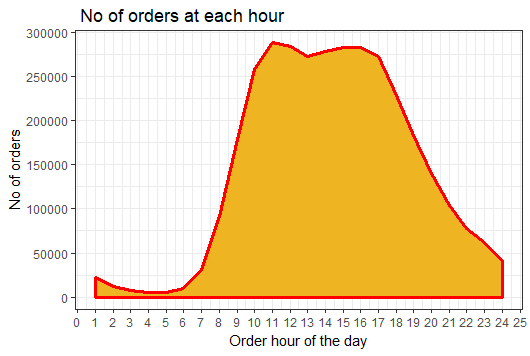 No of orders at each hour
300000
250000
200000
150000
100000
50000
0
No of orders
0 1 2 3 4 5 6 7 8 9 10 11 12 13 14 15 16 17 18 19 20 21 22 23 24 25
Order hour of the day